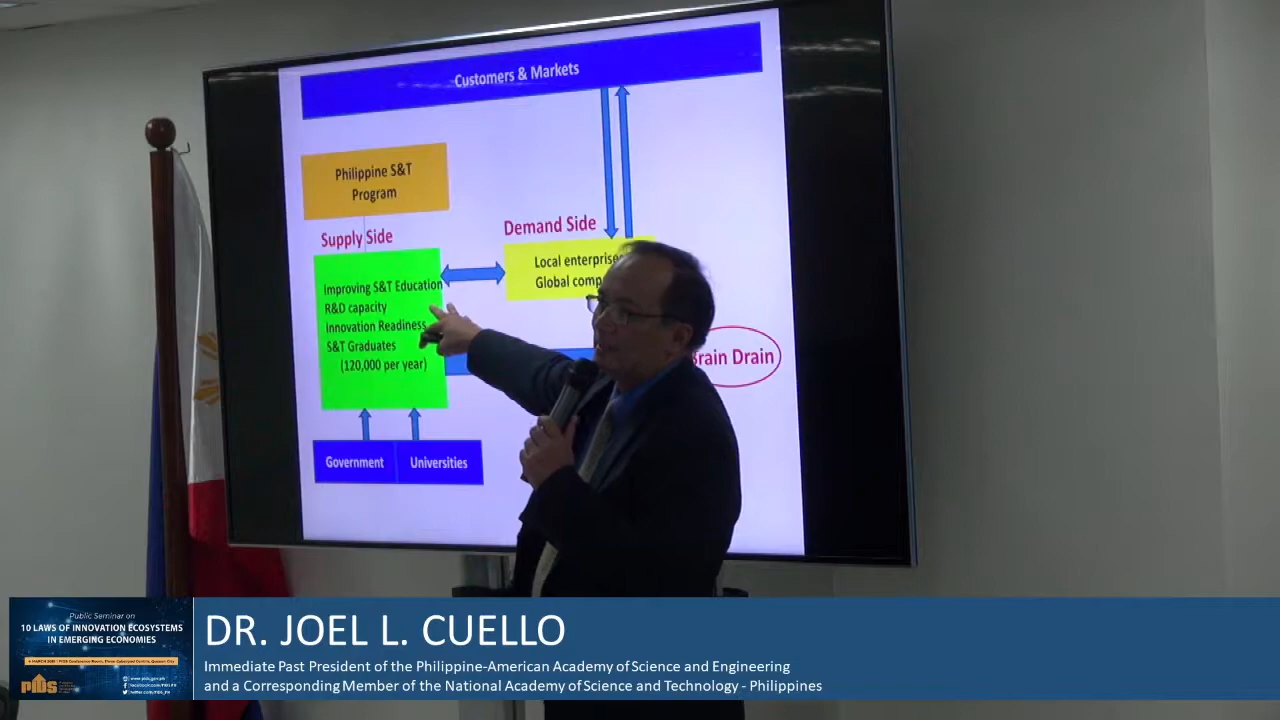 Customers & Markets
Philippine S&T
Program
Supply Side
Demand Side
Improving S&T Education
R&D capacity
Innovation Readiness
S&T Graduates
(120,000 per year)
Local enterprise
Global comp
Brain Drain
Government
Universities
Public Seminar on
10 LAWS OF INNOVATION ECOSYSTEMS
IN EMERGING ECONOMIES
PIDS
DR. JOEL L. CUELLO
Immediate Past President of the Philippine-American Academy of Science and Engineering
and a Corresponding Member of the National Academy of Science and Technology - Philippines